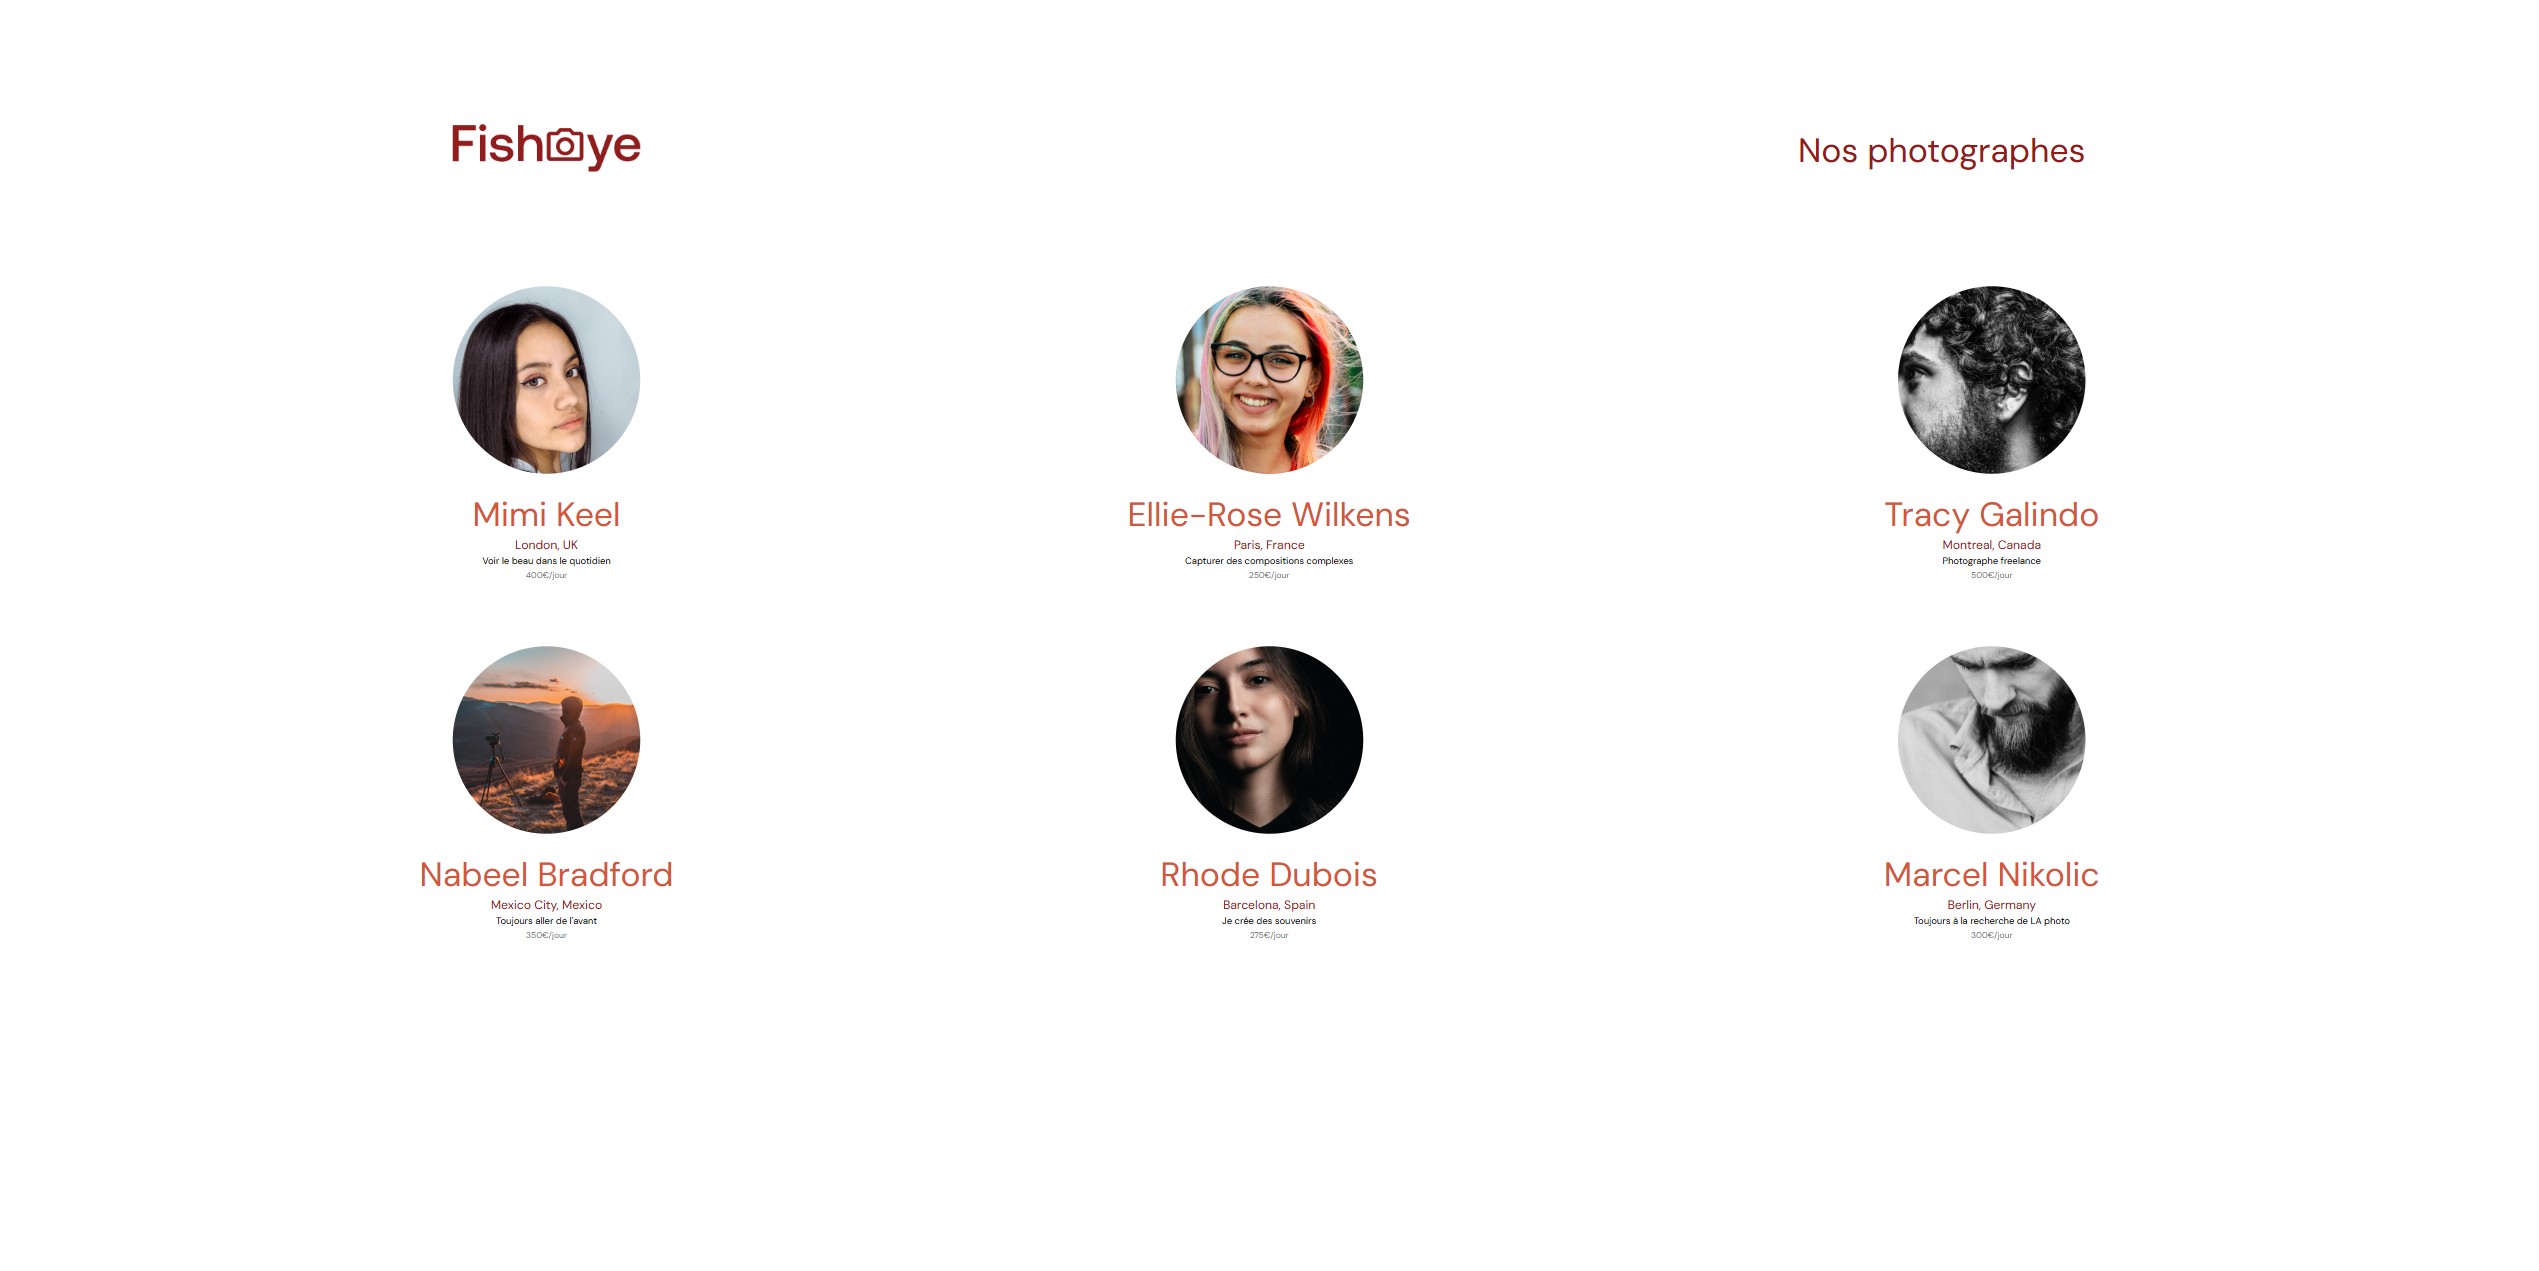 Fisheye
Nos photographes
Mimi Keel
London, UK
Voir le beau dans le quotidien
400€/jour
Ellie-Rose Wilkens
Paris, France
Capturer des compositions complexes
250€/jour
Tracy Galindo
Montreal, Canada
Photographe freelance
500€/jour
Nabeel Bradford
Mexico City, Mexico
Toujours aller de l'avant
350€/jour
Rhode Dubois
Barcelona, Spain
Je crée des souvenirs
275€/jour
Marcel Nikolic
Berlin, Germany
Toujours à la recherche de LA photo
300€/jour